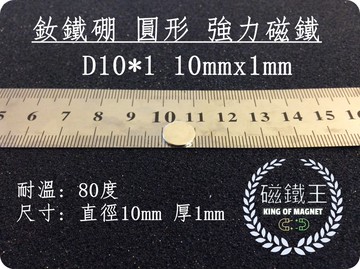 釹鐵硼 圓形 強力磁鐵
D10*1 10mmx1mm
5 6 7 8 9 10 11 12 13 14 15
耐溫: 80度
尺寸: 直徑10mm 厚1mm
磁鐵王
KING OF MAGNET